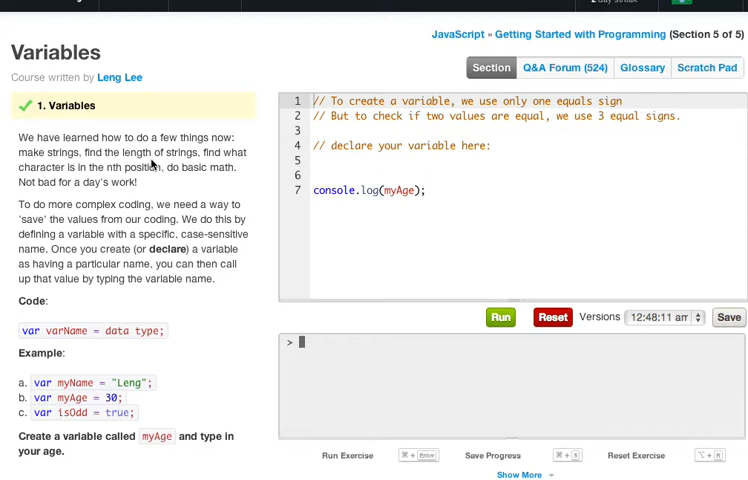 JavaScript » Getting Started with Programming (Section 5 of 5)
Variables
Course written by Leng Lee
Section
Q&A Forum (524)
Glossary
Scratch Pad
1. Variables
We have learned how to do a few things now:
make strings, find the length of strings, find what
character is in the nth position, do basic math.
Not bad for a day's work!
To do more complex coding, we need a way to
'save' the values from our coding. We do this by
defining a variable with a specific, case-sensitive
name. Once you create (or declare) a variable
as having a particular name, you can then call
up that value by typing the variable name.
Code:
var varName = data type;
Example:
a. var myName = "Leng";
b. var myAge = 30;
c. var isOdd = true;
Create a variable called myAge and type in
your age.
1 // To create a variable, we use only one equals sign
2 // But to check if two values are equal, we use 3 equal signs.
3
4 // declare your variable here:
5
6
7 console.log(myAge);
Run
Reset
Versions
12:48:11 am
Save
>
Run Exercise
⌘ + Enter
Save Progress
⌘ + S
Reset Exercise
⌥ + R
Show More